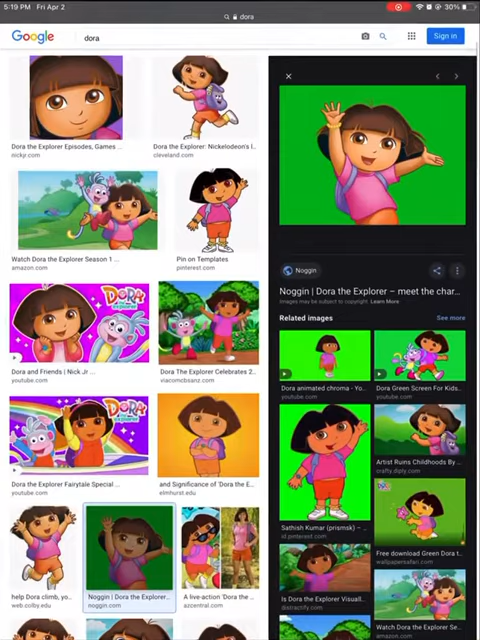 5:19 PM Fri Apr 2
30%
dora
Google
dora
Sign in
Dora the Explorer Episodes, Games ...
nickjr.com
Dora the Explorer: Nickelodeon's l...
cleveland.com
Watch Dora the Explorer Season 1 ...
amazon.com
Pin on Templates
pinterest.com
DORA
Dora and Friends | Nick Jr ...
youtube.com
Dora The Explorer Celebrates 2...
viacomcbsanz.com
DORA
Dora the Explorer Fairytale Special ...
youtube.com
and Significance of 'Dora the E...
elmhurst.edu
help Dora climb, yo...
web.colby.edu
Noggin | Dora the Explorer...
noggin.com
A live-action 'Dora the ...
azcentral.com
Noggin
Noggin | Dora the Explorer – meet the char...
Images may be subject to copyright. Learn More
Related images
See more
Dora animated chroma - Yo...
youtube.com
Dora Green Screen For Kids...
youtube.com
Sathish Kumar (prismsk) – ...
pinterest.com
Artist Ruins Childhoods By ...
crafty.diply.com
Free download Green Dora t...
wallpapersafari.com
Is Dora the Explorer Visuall...
distractify.com
Watch Dora the Explorer Se...
amazon.com